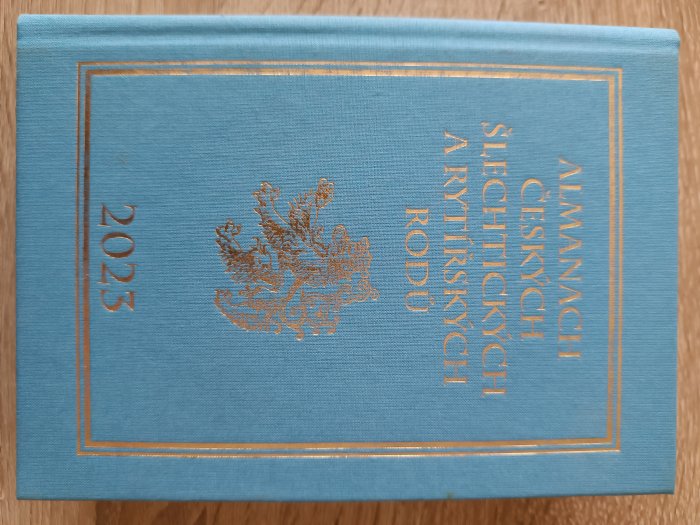 ALMANACH
ČESKÝCH
ŠLECHTICKÝCH
A RYTÍŘSKÝCH
RODŮ
2023